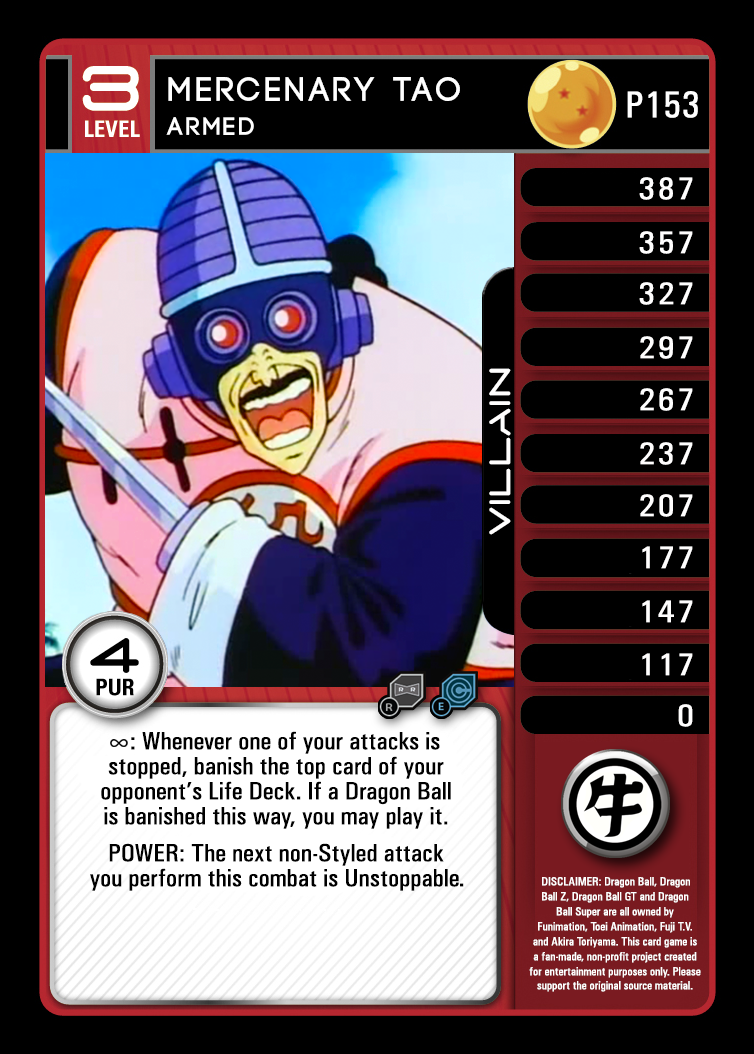 3
LEVEL
MERCENARY TAO
ARMED
P153
387
357
327
297
267
237
207
177
147
117
0
VILLAIN
4
PUR
R
E
∞: Whenever one of your attacks is
stopped, banish the top card of your
opponent's Life Deck. If a Dragon Ball
is banished this way, you may play it.
POWER: The next non-Styled attack
you perform this combat is Unstoppable.
牛
DISCLAIMER: Dragon Ball, Dragon
Ball Z, Dragon Ball GT and Dragon
Ball Super are all owned by
Funimation, Toei Animation, Fuji T.V.
and Akira Toriyama. This card game is
a fan-made, non-profit project created
for entertainment purposes only. Please
support the original source material.